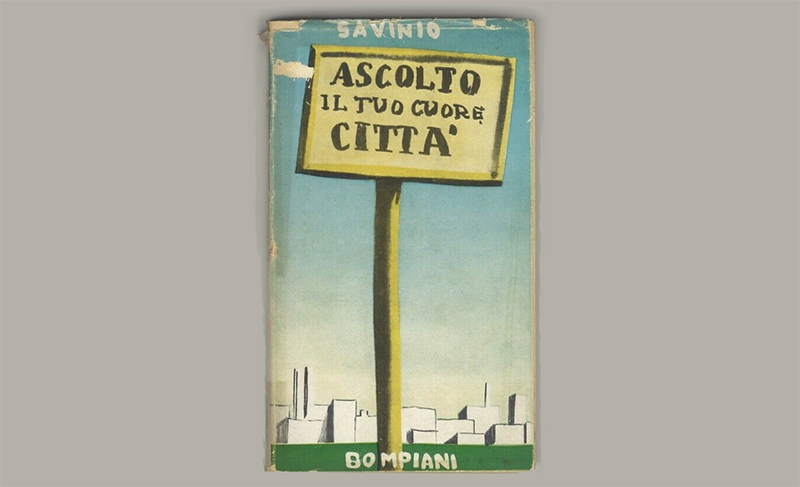 SAVINIO
ASCOLTO
IL TUO CUORE,
CITTA'
BOMPIANI